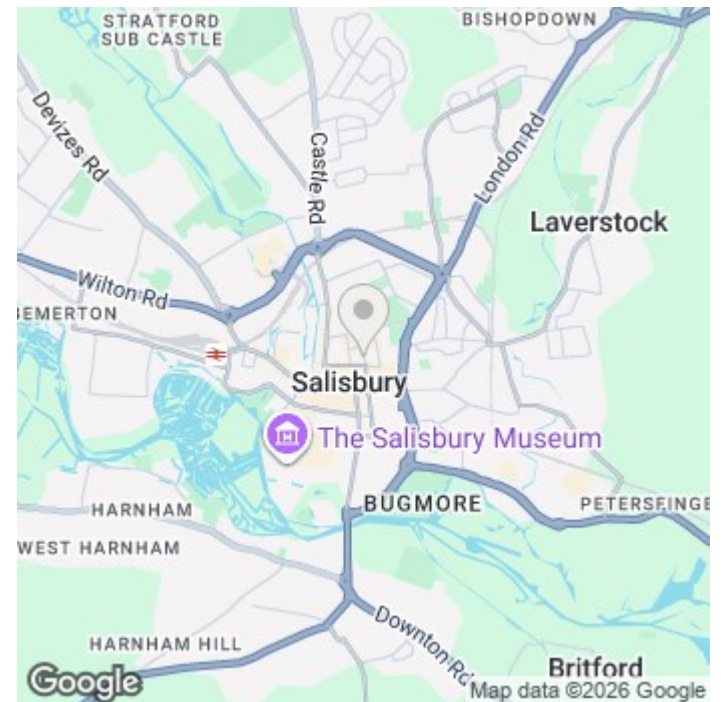 STRATFORD
SUB CASTLE
BISHOPDOWN
Devizes Rd
Castle Rd
London Rd
Laverstock
Wilton Rd
BEMERTON
Salisbury
The Salisbury Museum
BUGMORE
PETERSFINGE
HARNHAM
WEST HARNHAM
HARNHAM HILL
Downton Rd
Britford
Google
Map data ©2026 Google